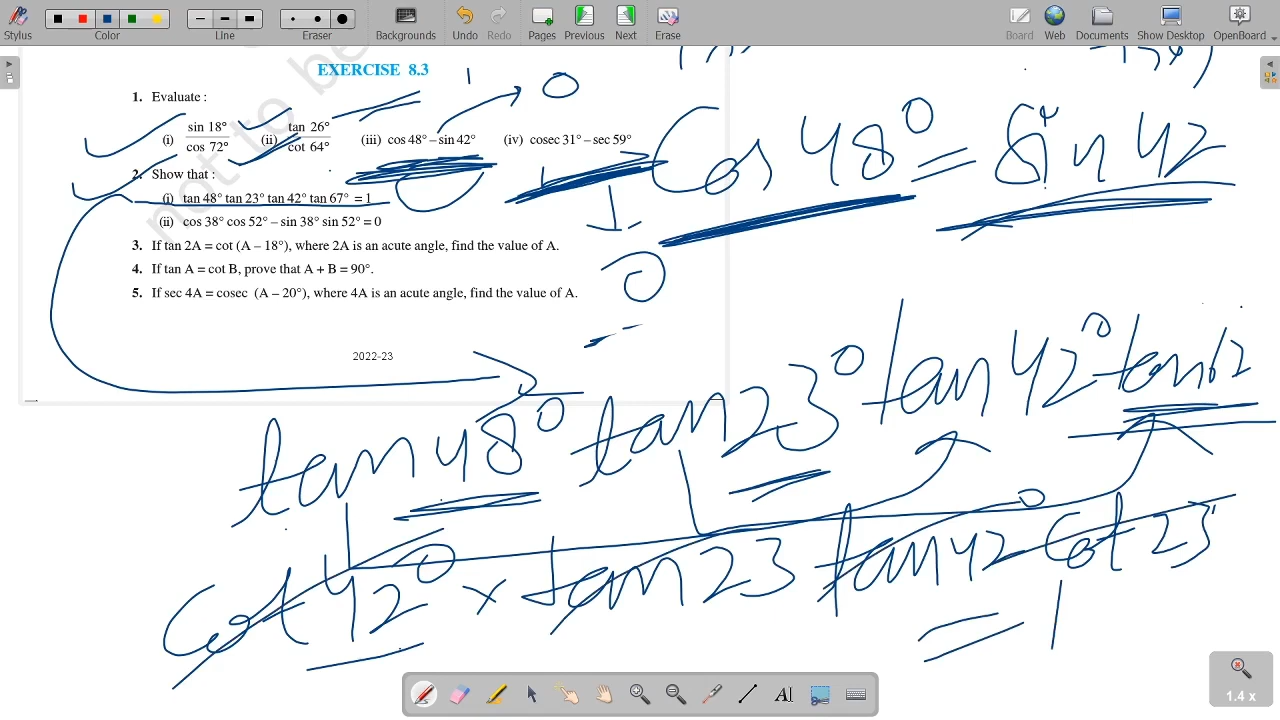 Stylus Color Line Eraser Backgrounds Undo Redo Pages Previous Next Erase Board Web Documents Show Desktop OpenBoard
not to be
EXERCISE 8.3
1. Evaluate :
(i) sin 18° / cos 72° (ii) tan 26° / cot 64° (iii) cos 48° – sin 42° (iv) cosec 31° – sec 59°
1
0
2. Show that :
(i) tan 48° tan 23° tan 42° tan 67° = 1
(ii) cos 38° cos 52° – sin 38° sin 52° = 0
3. If tan 2A = cot (A – 18°), where 2A is an acute angle, find the value of A.
4. If tan A = cot B, prove that A + B = 90°.
5. If sec 4A = cosec (A – 20°), where 4A is an acute angle, find the value of A.
2022-23
0
Cos 48° = Sin 42
tan 48° tan 23° tan 42° tan
cot 42° × tan 23 tan 42° cot 23
= 1
1.4 x